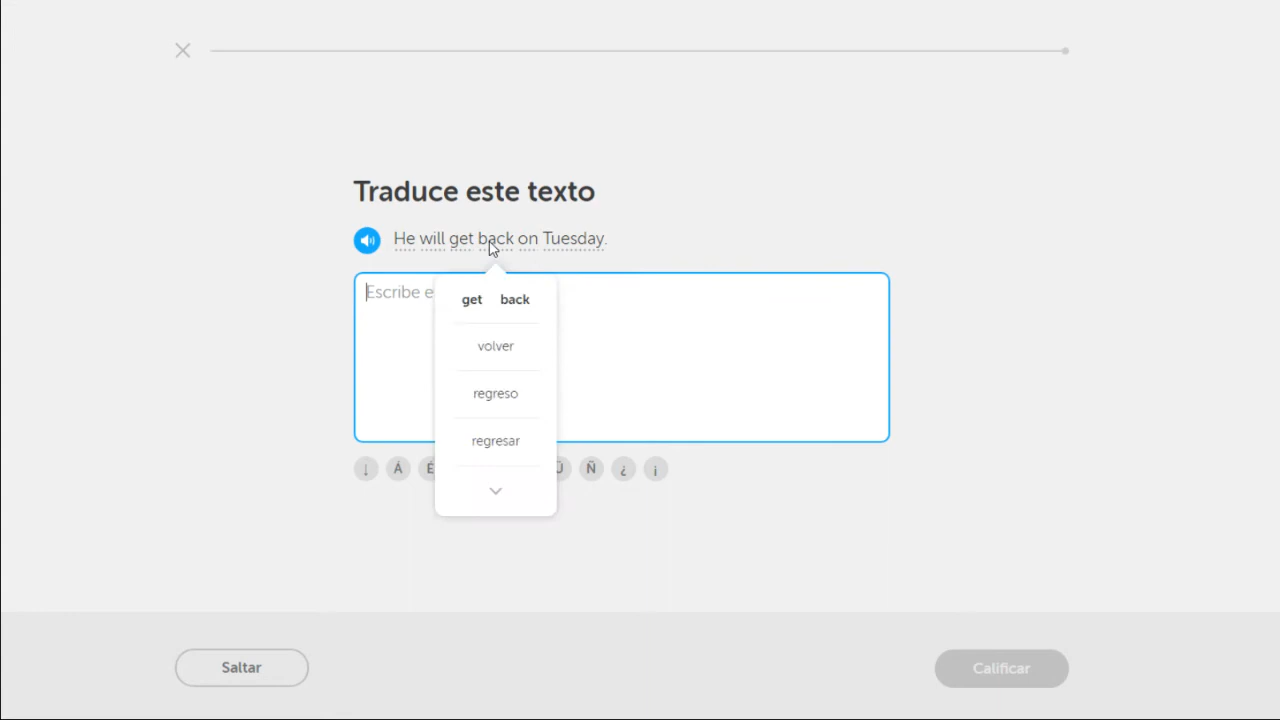 Traduce este texto
He will get back on Tuesday.
Escribe e
get back
volver
regreso
regresar
↓ Á É Ú Ñ ¿ ¡
Saltar
Calificar